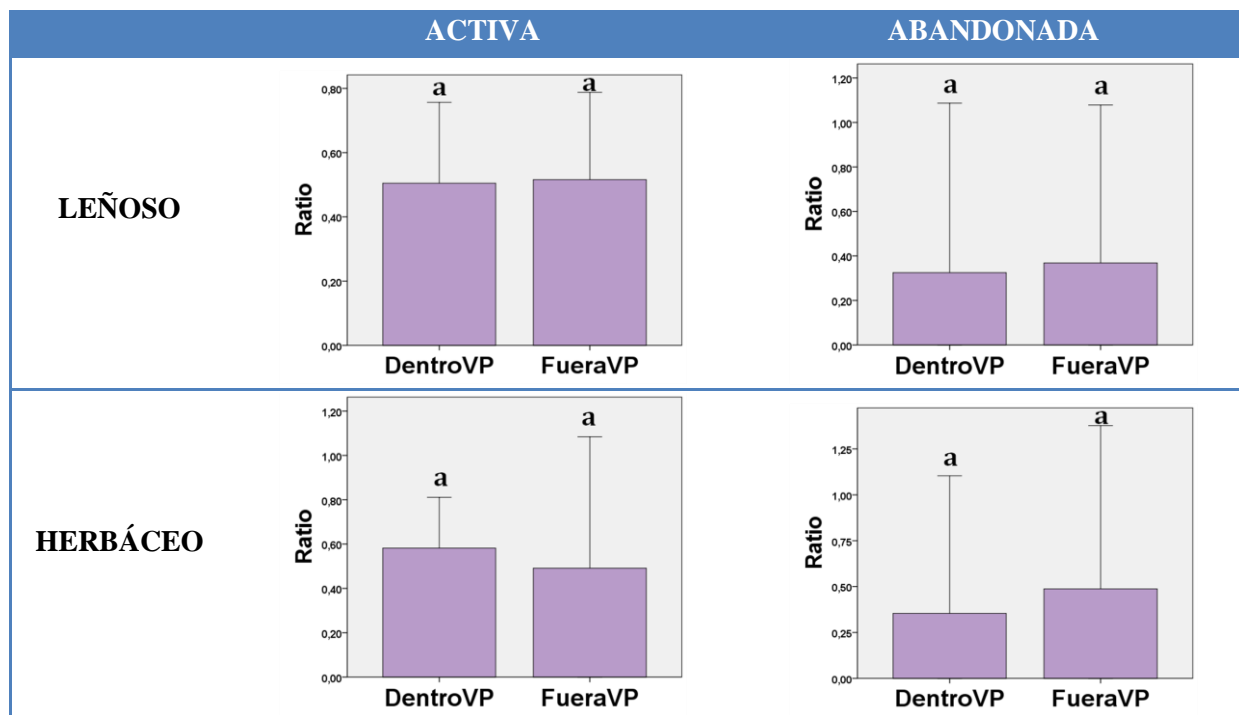 ACTIVA ABANDONADA
LEÑOSO
a a
0,80
0,60
0,40
0,20
0,00
Ratio
DentroVP FueraVP
a a
1,20
1,00
0,80
0,60
0,40
0,20
0,00
Ratio
DentroVP FueraVP
HERBÁCEO
a a
1,20
1,00
0,80
0,60
0,40
0,20
0,00
Ratio
DentroVP FueraVP
a a
1,25
1,00
0,75
0,50
0,25
0,00
Ratio
DentroVP FueraVP